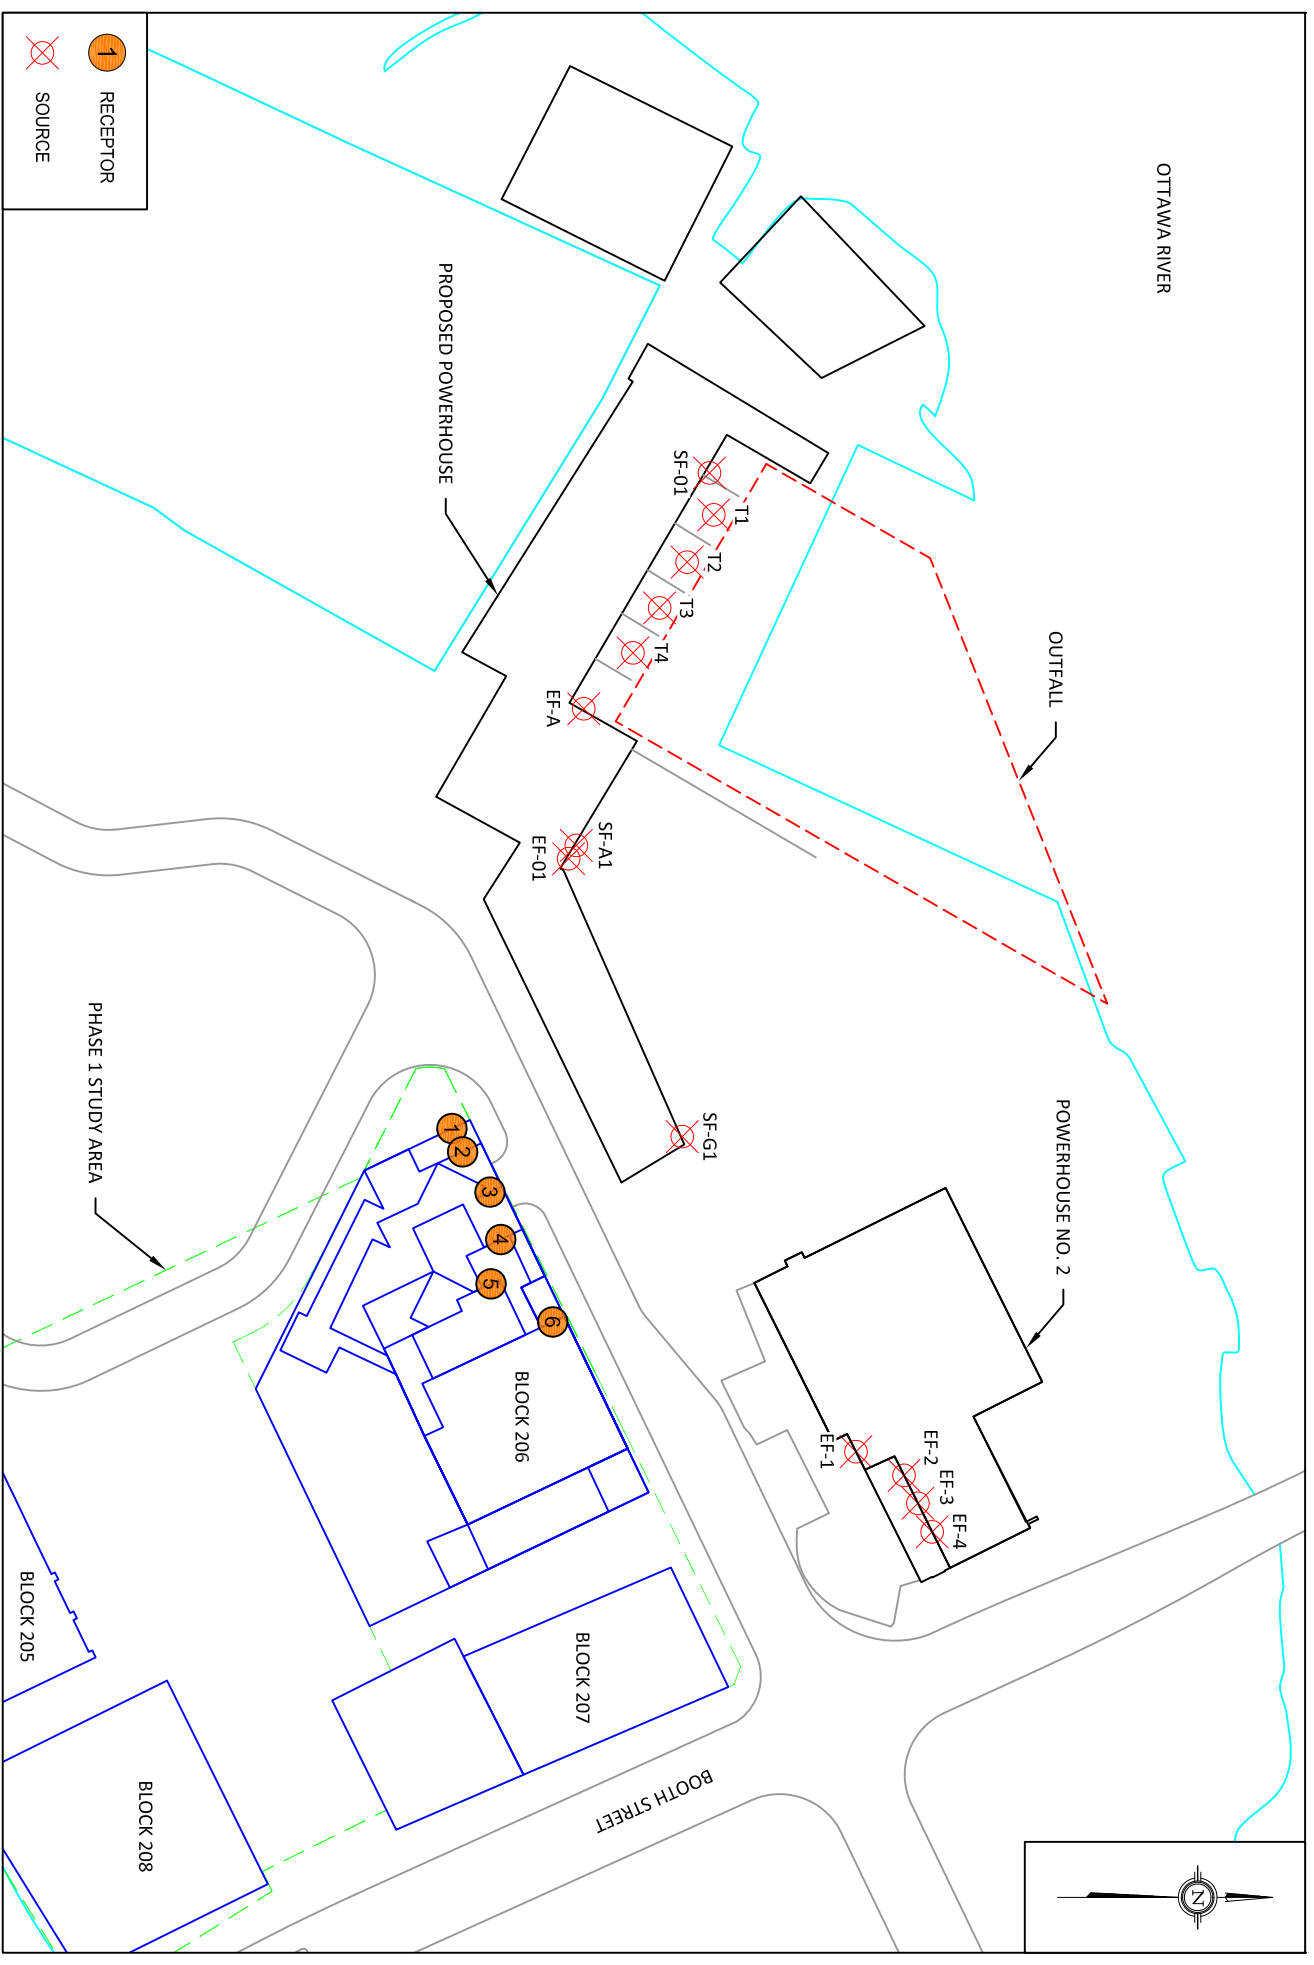 OTTAWA RIVER
OUTFALL
POWERHOUSE NO. 2
PROPOSED POWERHOUSE
SF-01
T1
T2
T3
T4
EF-A
SF-A1
EF-01
SF-G1
EF-1
EF-2
EF-3
EF-4
1
2
3
4
5
6
PHASE 1 STUDY AREA
BLOCK 206
BLOCK 207
BLOCK 205
BLOCK 208
BOOTH STREET
1 RECEPTOR
SOURCE
N